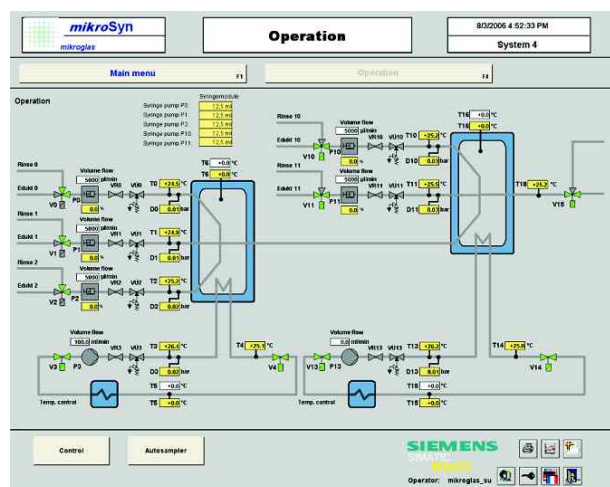 mikroSyn
mikroglas
Operation
8/3/2006 4:52:33 PM
System 4
Main menu F1
Operation F4
Operation
Syringemodule
Syringe pump P0 12,5 ml
Syringe pump P1 12,5 ml
Syringe pump P2 12,5 ml
Syringe pump P10 12,5 ml
Syringe pump P11 12,5 ml
Rinse 10
Volume flow
5000 µl/min
Edukt 10
V10 P10 VR10 VÜ10 T10 +25.2 °C
0.0 % D10 0.03 bar
T16 +0.0 °C
T16 +0.0 °C
Rinse 11
Volume flow
5000 µl/min
Edukt 11
V11 P11 VR11 VÜ11 T11 +25.5 °C
0.0 % D11 0.03 bar
T18 +25.2 °C
V15
T6 +0.0 °C
T6 +0.0 °C
Rinse 0
Volume flow
5000 µl/min
Edukt 0
V0 P0 VR0 VÜ0 T0 +24.5 °C
0.0 % D0 0.01 bar
Rinse 1
Volume flow
5000 µl/min
Edukt 1
V1 P1 VR1 VÜ1 T1 +24.9 °C
0.0 % D1 0.01 bar
Rinse 2
Volume flow
5000 µl/min
Edukt 2
V2 P2 VR2 VÜ2 T2 +25.2 °C
0.0 % D2 0.02 bar
Volume flow
100.0 ml/min
V3 P3 VR3 VÜ3 T3 +26.4 °C
D3 0.02 bar
T4 +25.5 °C
V4
T5 +0.0 °C
Temp. control T5 +0.0 °C
Volume flow
0.0 ml/min
V13 P13 VR13 VÜ13 T13 +26.2 °C
D13 0.01 bar
T14 +25.0 °C
V14
T15 +0.0 °C
Temp. control T15 +0.0 °C
Control
Autosampler
SIEMENS
SIMATIC
WinCC
Operator: mikroglas_su